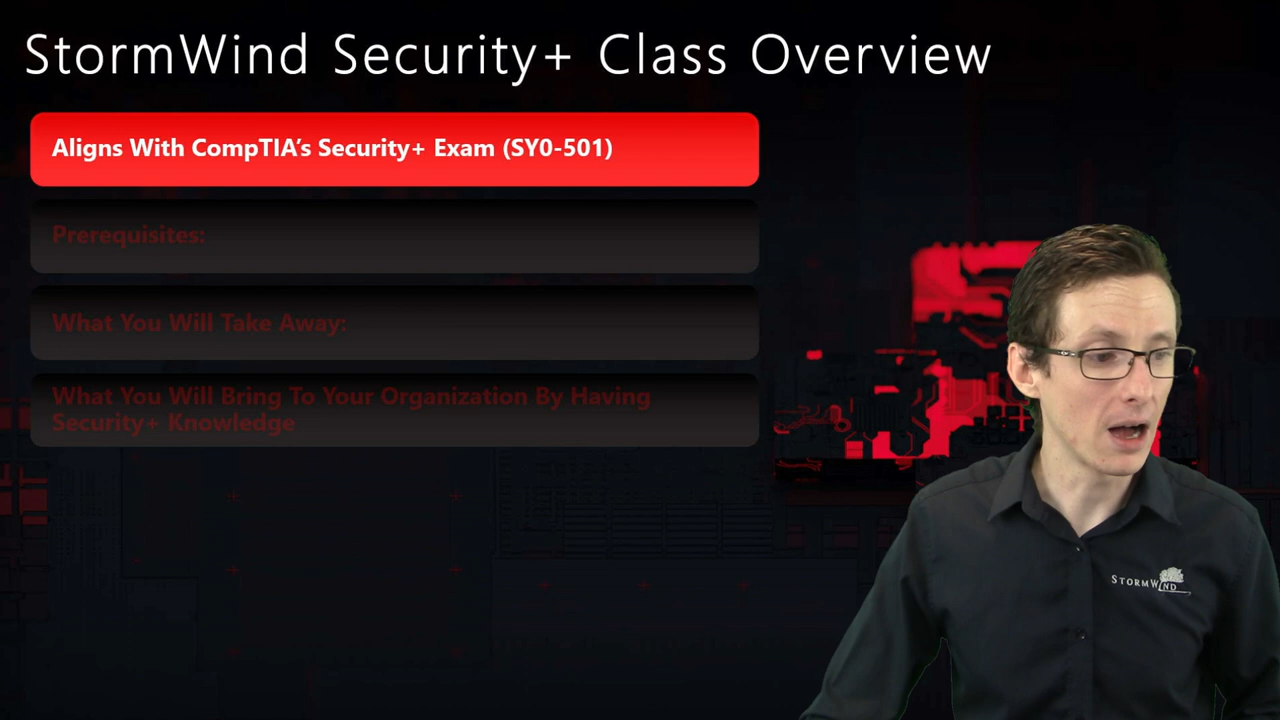 StormWind Security+ Class Overview
Aligns With CompTIA's Security+ Exam (SY0-501)
Prerequisites:
What You Will Take Away:
What You Will Bring To Your Organization By Having
Security+ Knowledge
STORMWIND